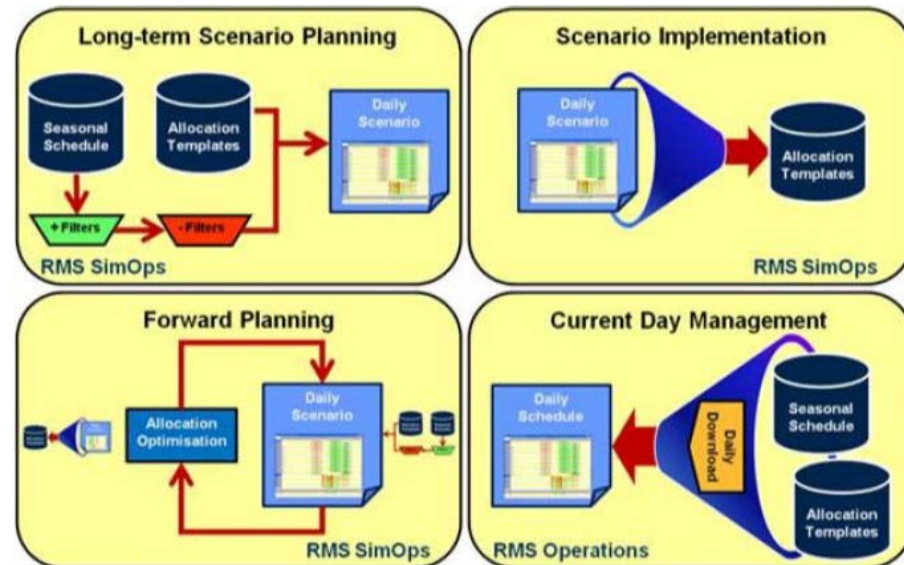 Long-term Scenario Planning
Seasonal
Schedule
Allocation
Templates
Daily
Scenario
+Filters
-Filters
RMS SimOps
Scenario Implementation
Daily
Scenario
Allocation
Templates
RMS SimOps
Forward Planning
Allocation
Optimisation
Daily
Scenario
RMS SimOps
Current Day Management
Daily
Schedule
Daily
Download
Seasonal
Schedule
Allocation
Templates
RMS Operations